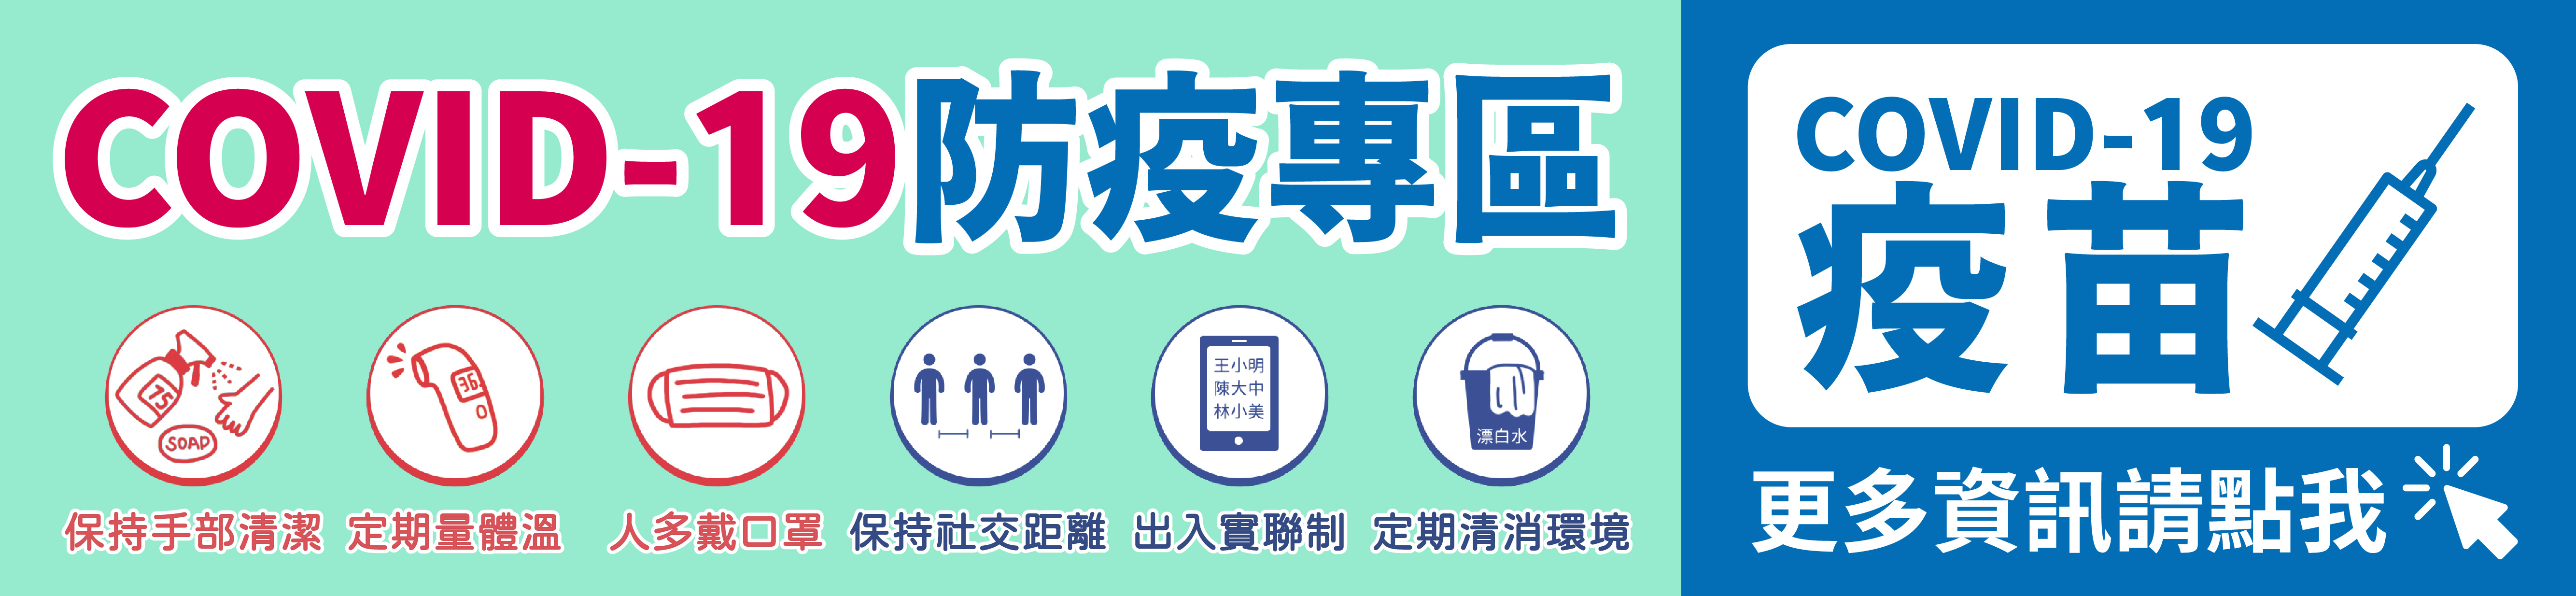 COVID-19防疫專區
75
SOAP
36.
王小明
陳大中
林小美
漂白水
保持手部清潔
定期量體溫
人多戴口罩
保持社交距離
出入實聯制
定期清消環境
COVID-19
疫苗
更多資訊請點我